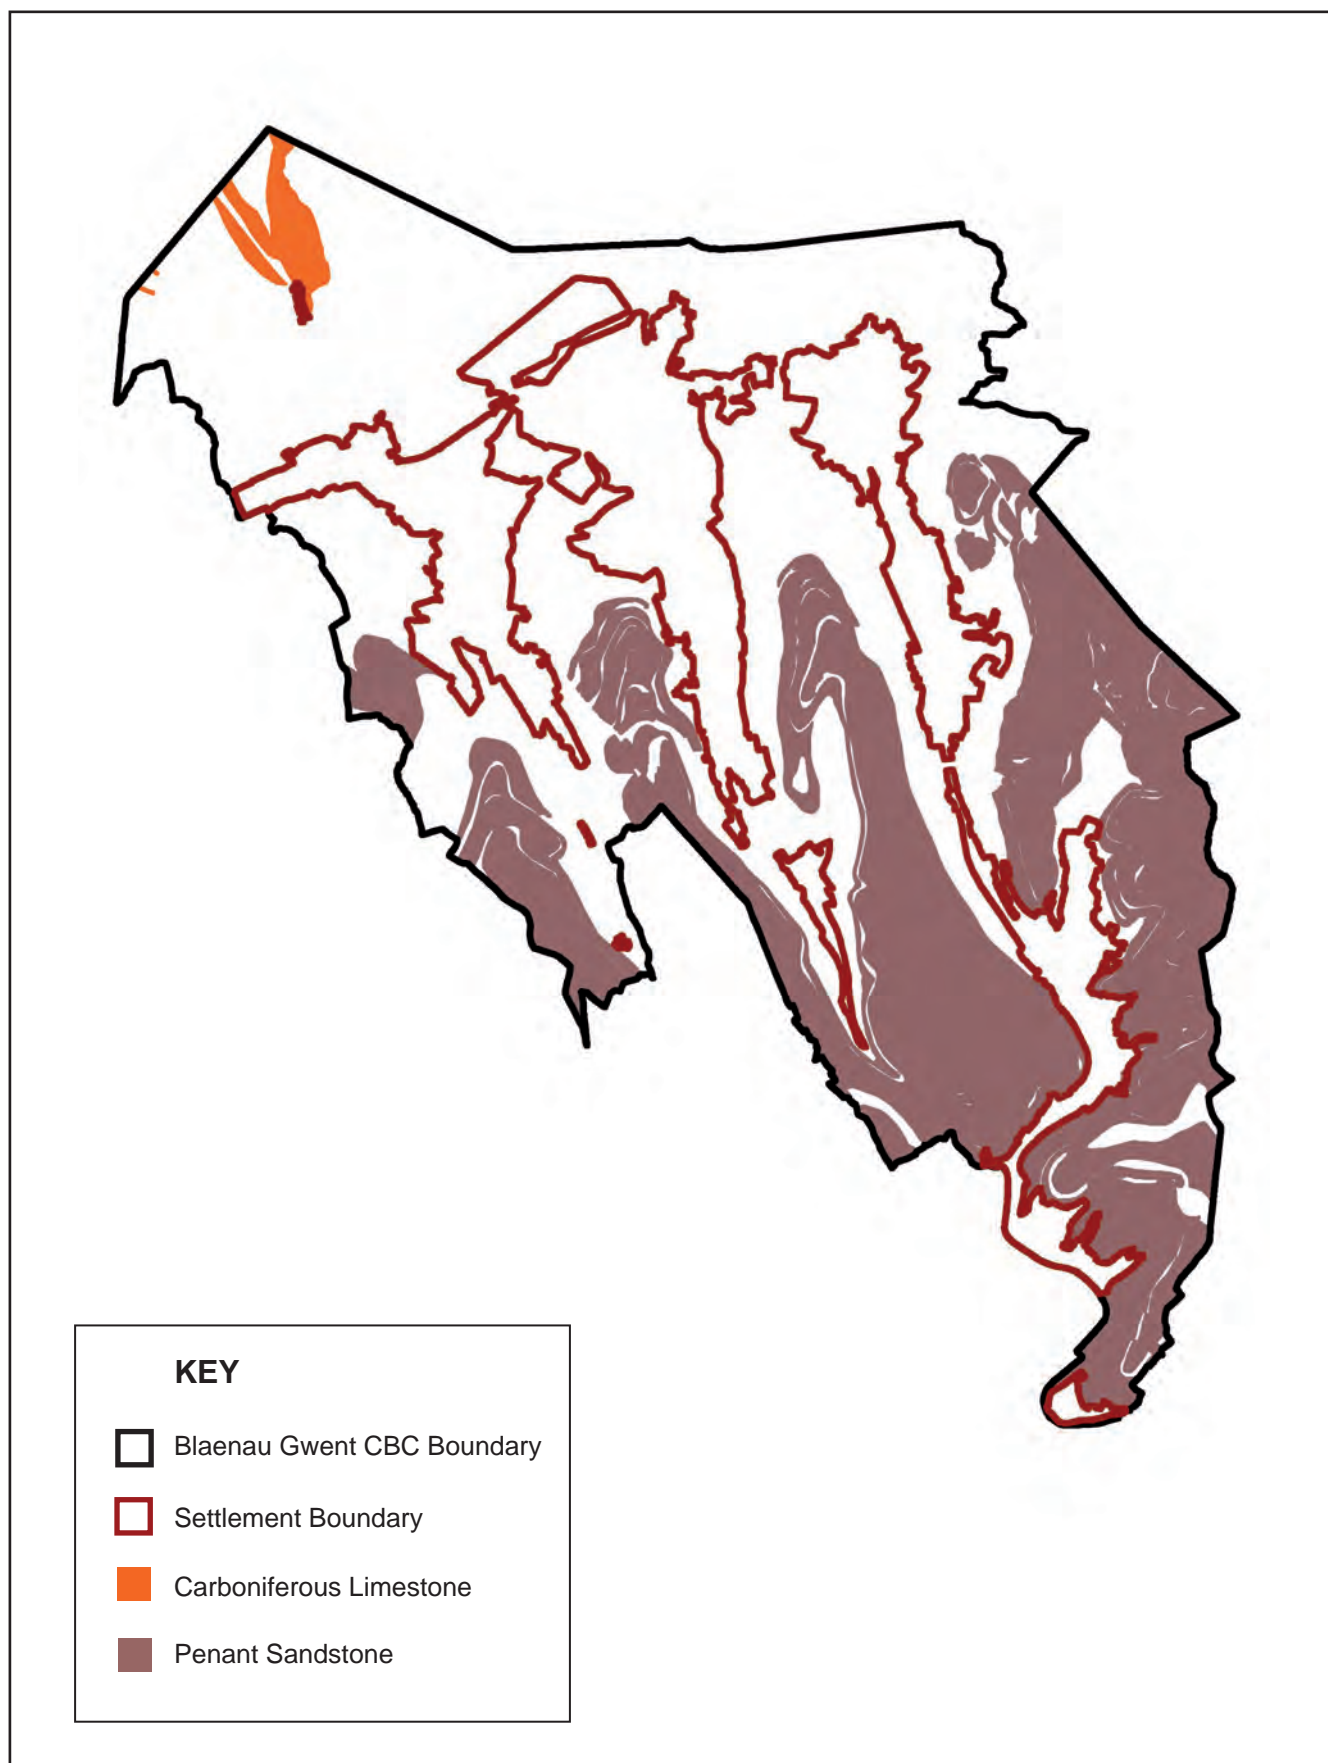 KEY
Blaenau Gwent CBC Boundary
Settlement Boundary
Carboniferous Limestone
Penant Sandstone